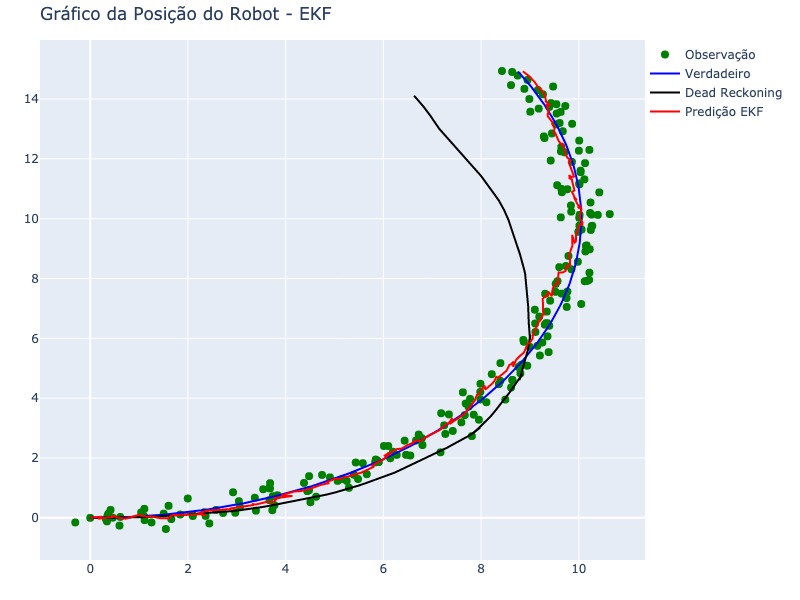 Gráfico da Posição do Robot - EKF
Observação
Verdadeiro
Dead Reckoning
Predição EKF
14
12
10
8
6
4
2
0
0 2 4 6 8 10